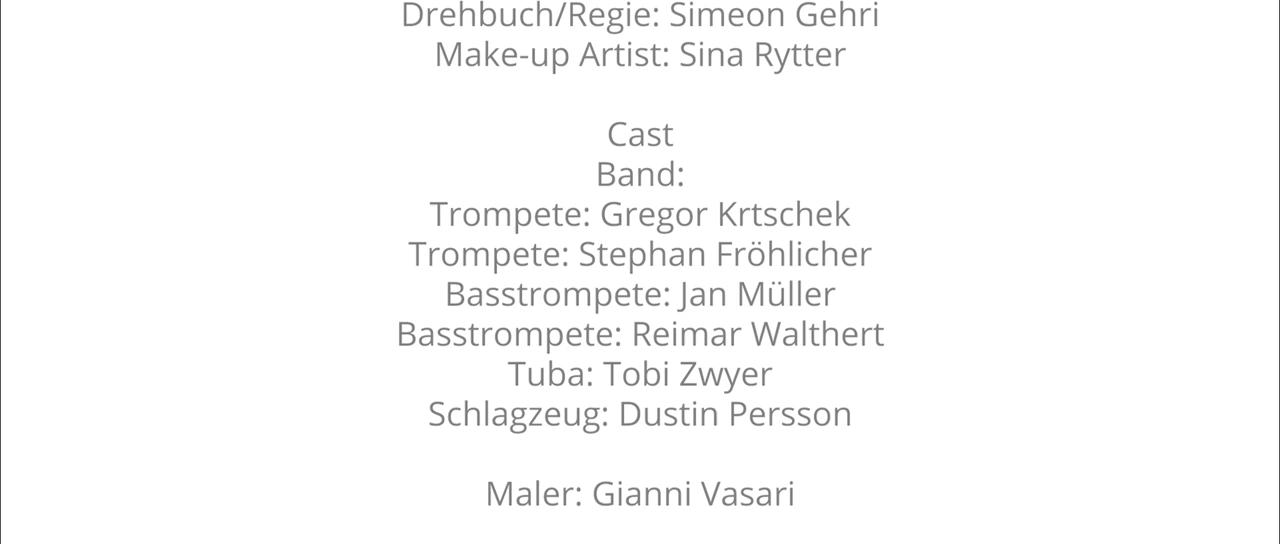 Drehbuch/Regie: Simeon Gehri
Make-up Artist: Sina Rytter
Cast
Band:
Trompete: Gregor Krtschek
Trompete: Stephan Fröhlicher
Basstrompete: Jan Müller
Basstrompete: Reimar Walthert
Tuba: Tobi Zwyer
Schlagzeug: Dustin Persson
Maler: Gianni Vasari